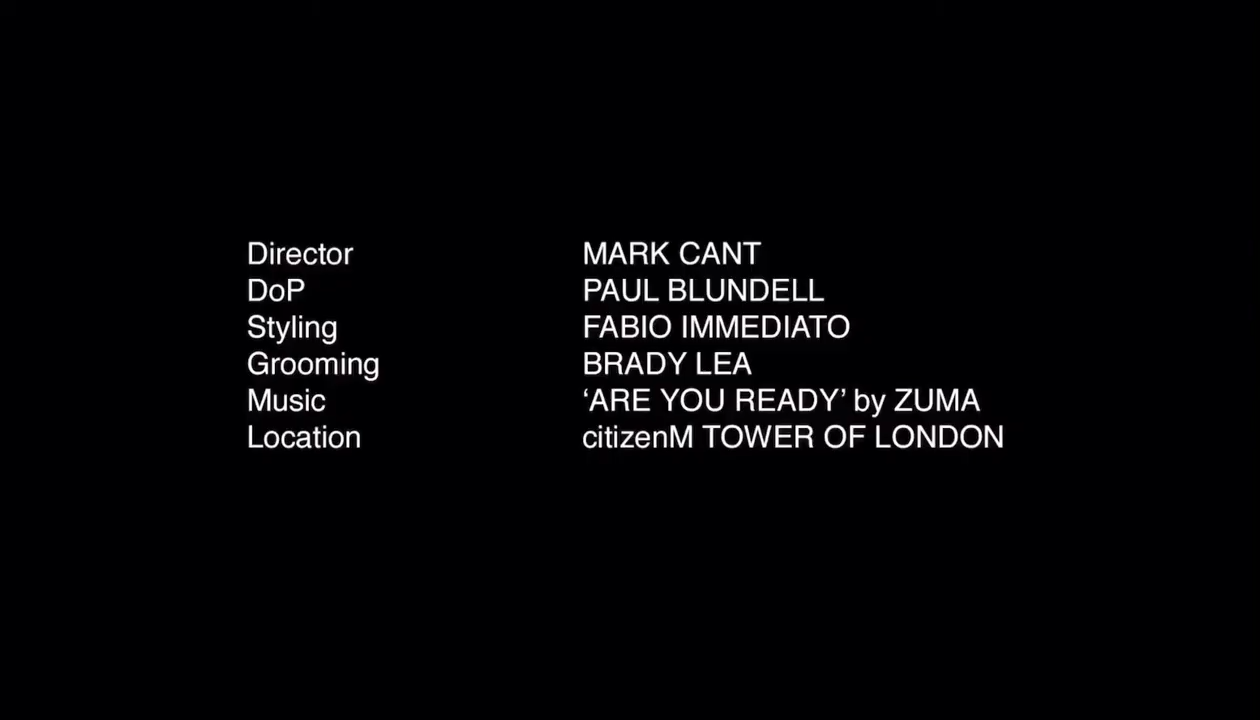 Director MARK CANT
DoP PAUL BLUNDELL
Styling FABIO IMMEDIATO
Grooming BRADY LEA
Music ‘ARE YOU READY’ by ZUMA
Location citizenM TOWER OF LONDON